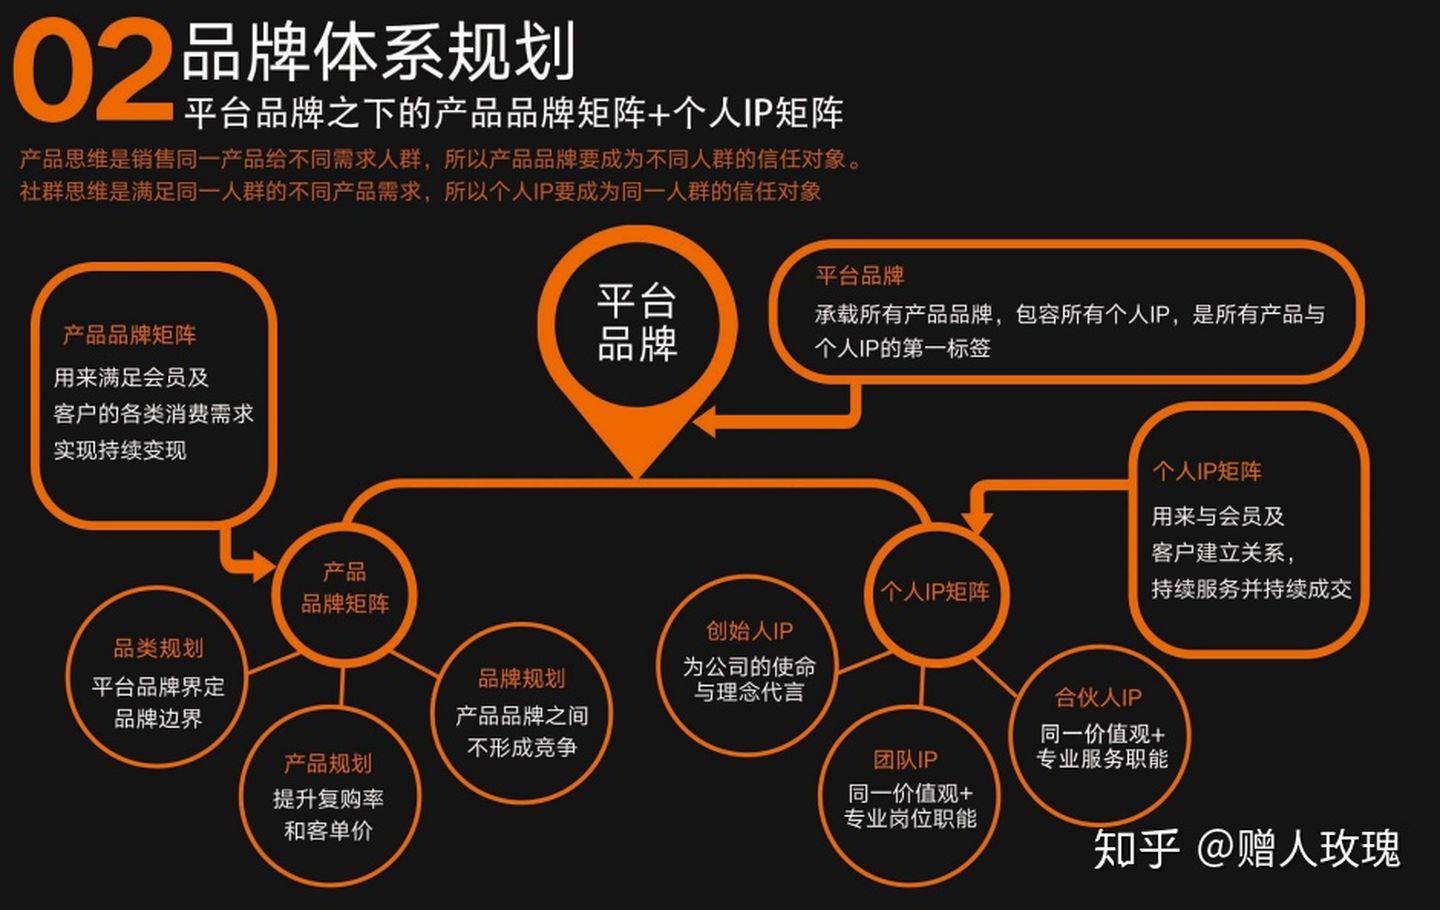 02 品牌体系规划
平台品牌之下的产品品牌矩阵+个人IP矩阵
产品思维是销售同一产品给不同需求人群，所以产品品牌要成为不同人群的信任对象。
社群思维是满足同一人群的不同产品需求，所以个人IP要成为同一人群的信任对象
平台
品牌
平台品牌
承载所有产品品牌，包容所有个人IP，是所有产品与
个人IP的第一标签
产品品牌矩阵
用来满足会员及
客户的各类消费需求
实现持续变现
个人IP矩阵
用来与会员及
客户建立关系，
持续服务并持续成交
产品
品牌矩阵
个人IP矩阵
品类规划
平台品牌界定
品牌边界
产品规划
提升复购率
和客单价
品牌规划
产品品牌之间
不形成竞争
创始人IP
为公司的使命
与理念代言
团队IP
同一价值观+
专业岗位职能
合伙人IP
同一价值观+
专业服务职能
知乎 @赠人玫瑰